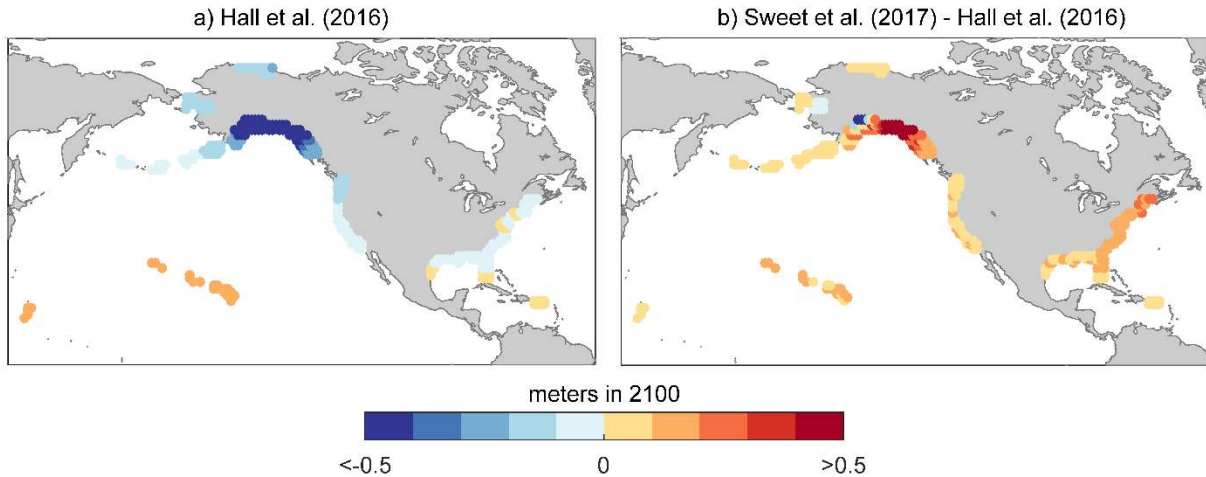 a) Hall et al. (2016)
b) Sweet et al. (2017) - Hall et al. (2016)
meters in 2100
<-0.5 0 >0.5